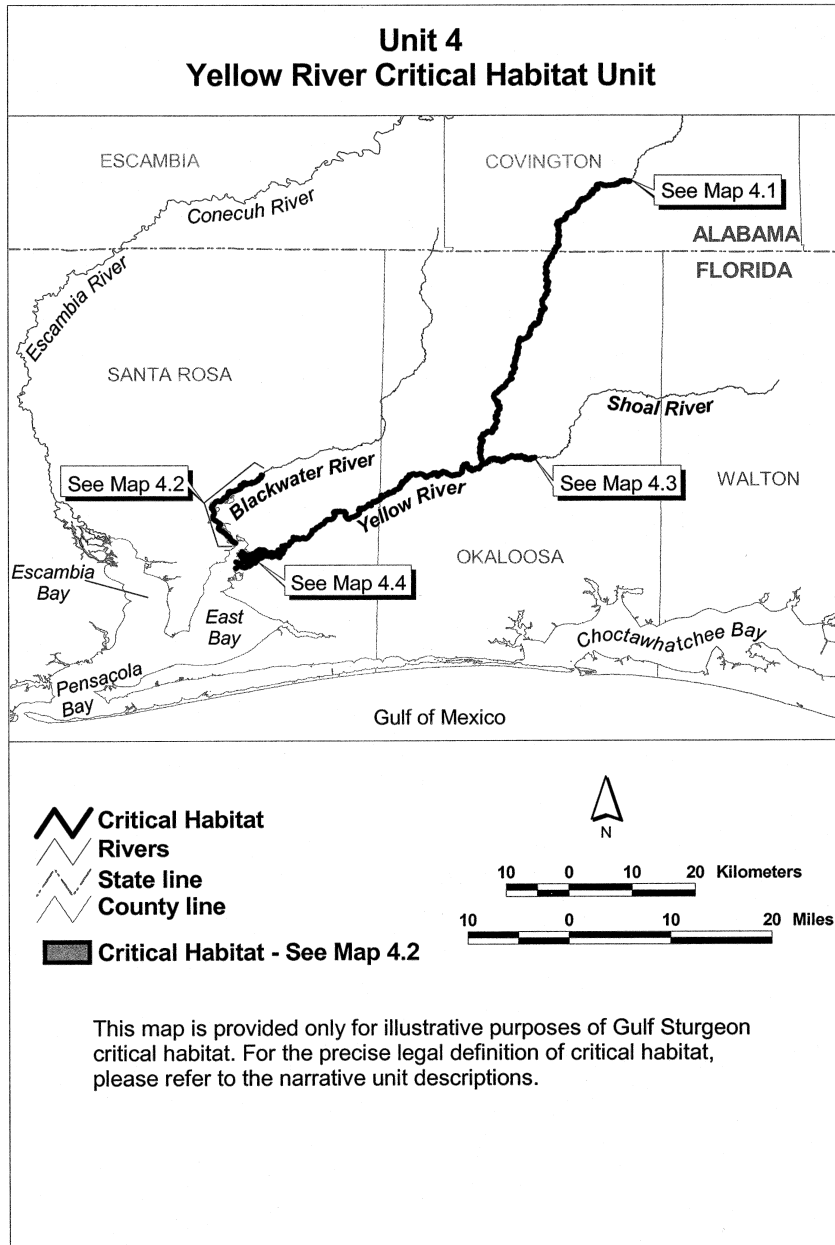 Unit 4
Yellow River Critical Habitat Unit
ESCAMBIA
COVINGTON
See Map 4.1
Conecuh River
ALABAMA
FLORIDA
Escambia River
SANTA ROSA
Shoal River
See Map 4.2
Blackwater River
See Map 4.3
WALTON
Yellow River
OKALOOSA
Escambia
Bay
See Map 4.4
East
Bay
Choctawhatchee Bay
Pensacola
Bay
Gulf of Mexico
Critical Habitat
Rivers
State line
County line
Critical Habitat - See Map 4.2
N
10 0 10 20 Kilometers
10 0 10 20 Miles
This map is provided only for illustrative purposes of Gulf Sturgeon
critical habitat. For the precise legal definition of critical habitat,
please refer to the narrative unit descriptions.